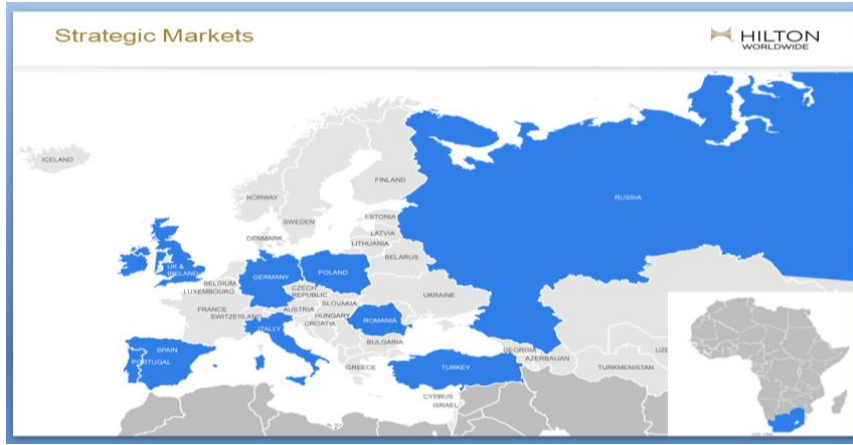 Strategic Markets
HILTON
WORLDWIDE
ICELAND
NORWAY
FINLAND
SWEDEN
RUSSIA
ESTONIA
LATVIA
DENMARK
LITHUANIA
BELARUS
UK &
IRELAND
GERMANY
POLAND
BELGIUM
LUXEMBOURG
CZECH
REPUBLIC
UKRAINE
SLOVAKIA
FRANCE
SWITZERLAND
AUSTRIA
HUNGARY
CROATIA
ROMANIA
ITALLY
BULGARIA
SPAIN
PORTUGAL
GEORGIA
AZERBAIJAN
UZE
TURKMENISTAN
GREECE
TURKEY
CYPRUS
ISRAEL